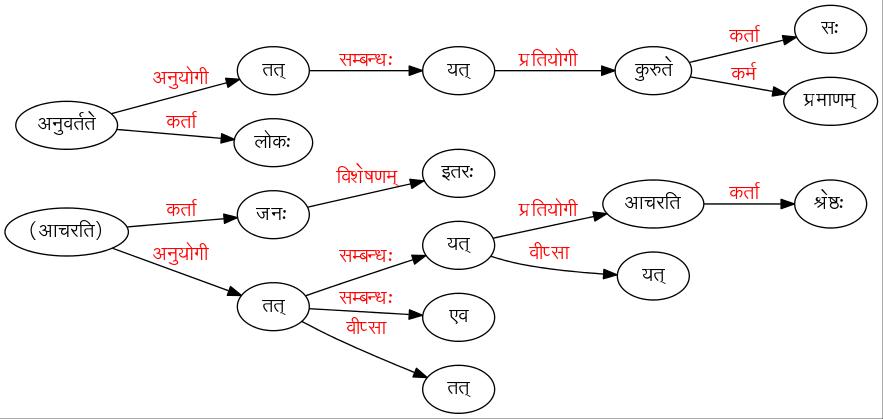 कर्ता सः
अनुयोगी तत् सम्बन्धः यत् प्रतियोगी कुरुते
कर्म प्रमाणम्
अनुवर्तते
कर्ता लोकः
विशेषणम् इतरः
कर्ता जनः
प्रतियोगी आचरति कर्ता श्रेष्ठः
(आचरति)
सम्बन्धः यत्
अनुयोगी
वीप्सा यत्
तत् सम्बन्धः एव
वीप्सा तत्